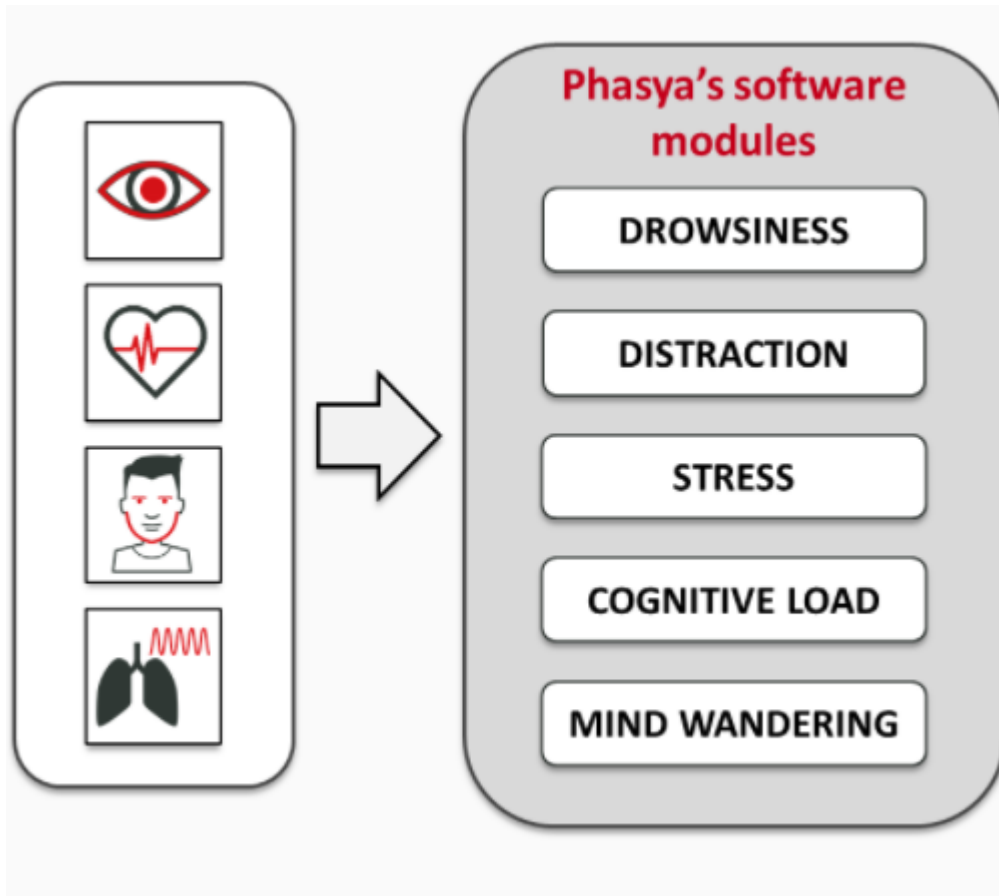 Phasya's software
modules
DROWSINESS
DISTRACTION
STRESS
COGNITIVE LOAD
MIND WANDERING